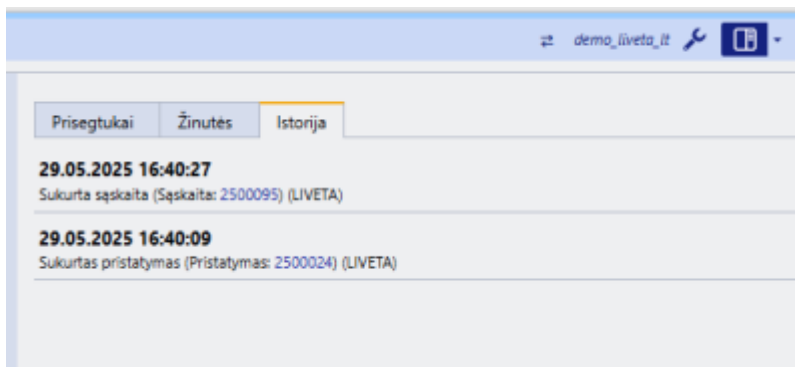 demo_liveta_lt
Prisegtukai Žinutės Istorija
29.05.2025 16:40:27
Sukurta sąskaita (Sąskaita: 2500095) (LIVETA)
29.05.2025 16:40:09
Sukurtas pristatymas (Pristatymas: 2500024) (LIVETA)